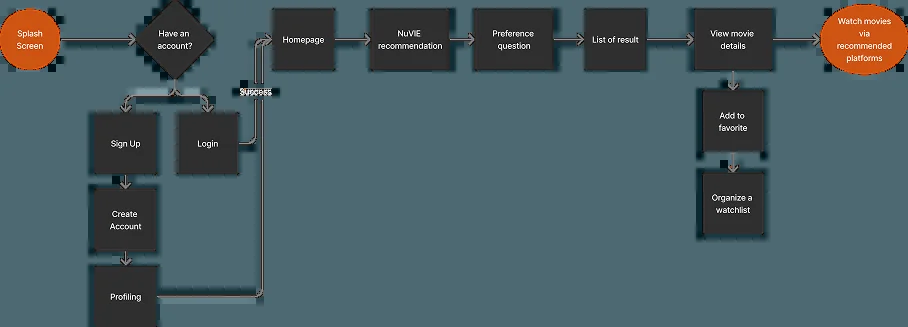 Splash
Screen
Have an
account?
Homepage
NuVIE
recommendation
Preference
question
List of result
View movie
details
Watch movies
via
recommended
platforms
Success
Sign Up
Login
Add to
favorite
Create
Account
Organize a
watchlist
Profiling